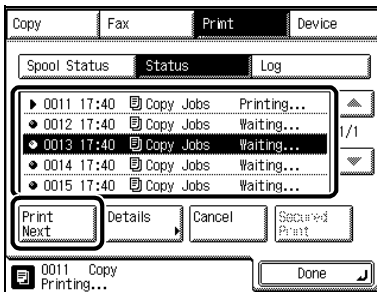 Copy Fax Print Device
Spool Status Status Log
0011 17:40 Copy Jobs Printing...
0012 17:40 Copy Jobs Waiting...
0013 17:40 Copy Jobs Waiting...
1/1
0014 17:40 Copy Jobs Waiting...
0015 17:40 Copy Jobs Waiting...
Print Next Details Cancel Secured Print
0011 Copy
Printing... Done